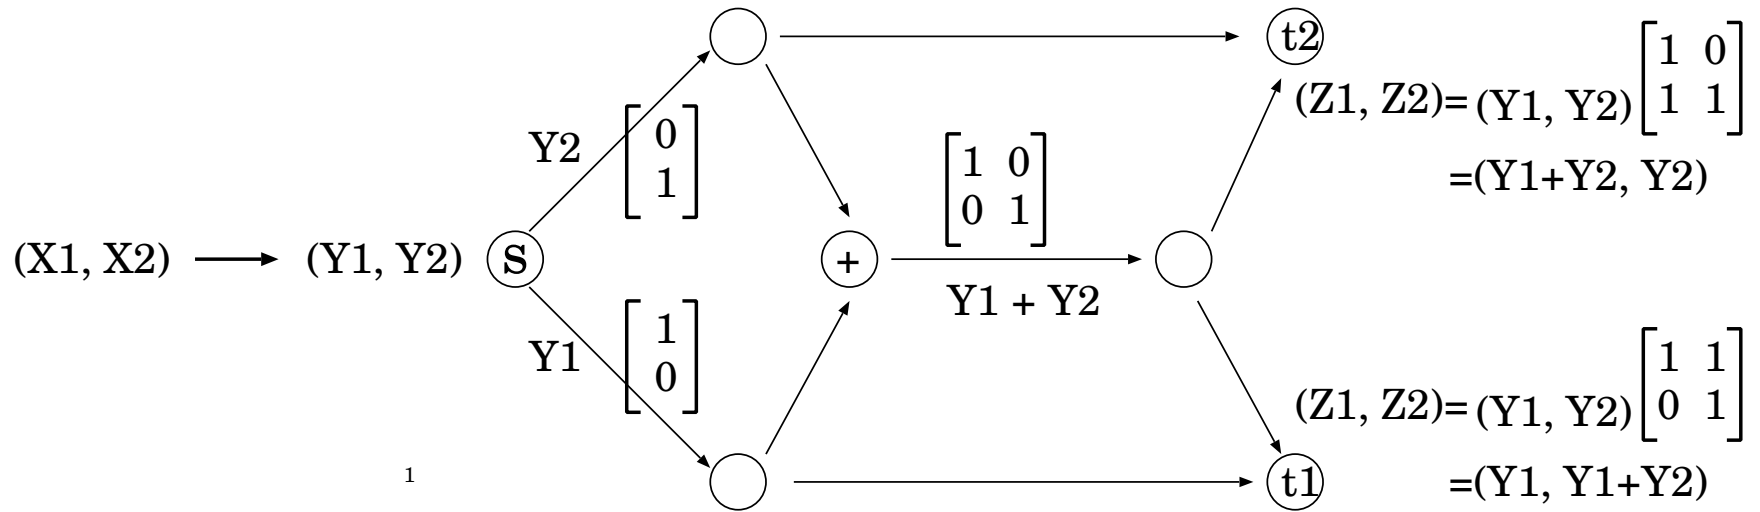 t2
1 0
(Z1, Z2)= (Y1, Y2)
1 1
=(Y1+Y2, Y2)
Y2
0
1
1 0
0 1
(X1, X2) (Y1, Y2) S
+
Y1 + Y2
Y1
1
0
1 1
(Z1, Z2)= (Y1, Y2)
0 1
1
t1
=(Y1, Y1+Y2)